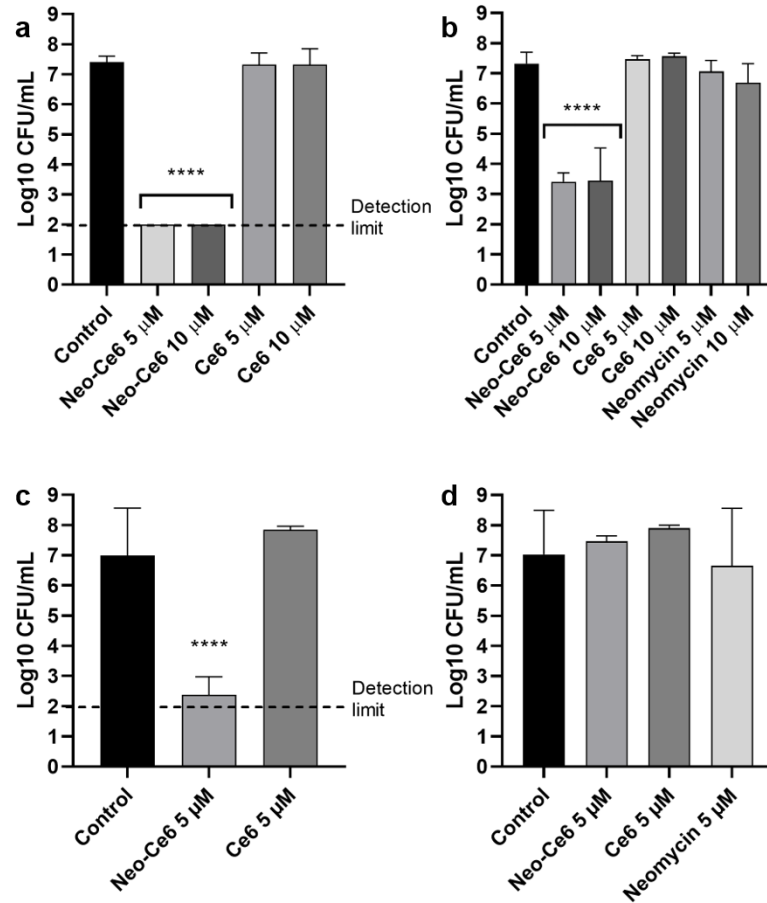 a
Log10 CFU/mL
9
8
7
6
5
4
3
2
1
0
****
Detection
limit
Control
Neo-Ce6 5 μM
Neo-Ce6 10 μM
Ce6 5 μM
Ce6 10 μM
b
Log10 CFU/mL
9
8
7
6
5
4
3
2
1
0
****
Control
Neo-Ce6 5 μM
Neo-Ce6 10 μM
Ce6 5 μM
Ce6 10 μM
Neomycin 5 μM
Neomycin 10 μM
c
Log10 CFU/mL
9
8
7
6
5
4
3
2
1
0
****
Detection
limit
Control
Neo-Ce6 5 µM
Ce6 5 µM
d
Log10 CFU/mL
9
8
7
6
5
4
3
2
1
0
Control
Neo-Ce6 5 µM
Ce6 5 µM
Neomycin 5 µM